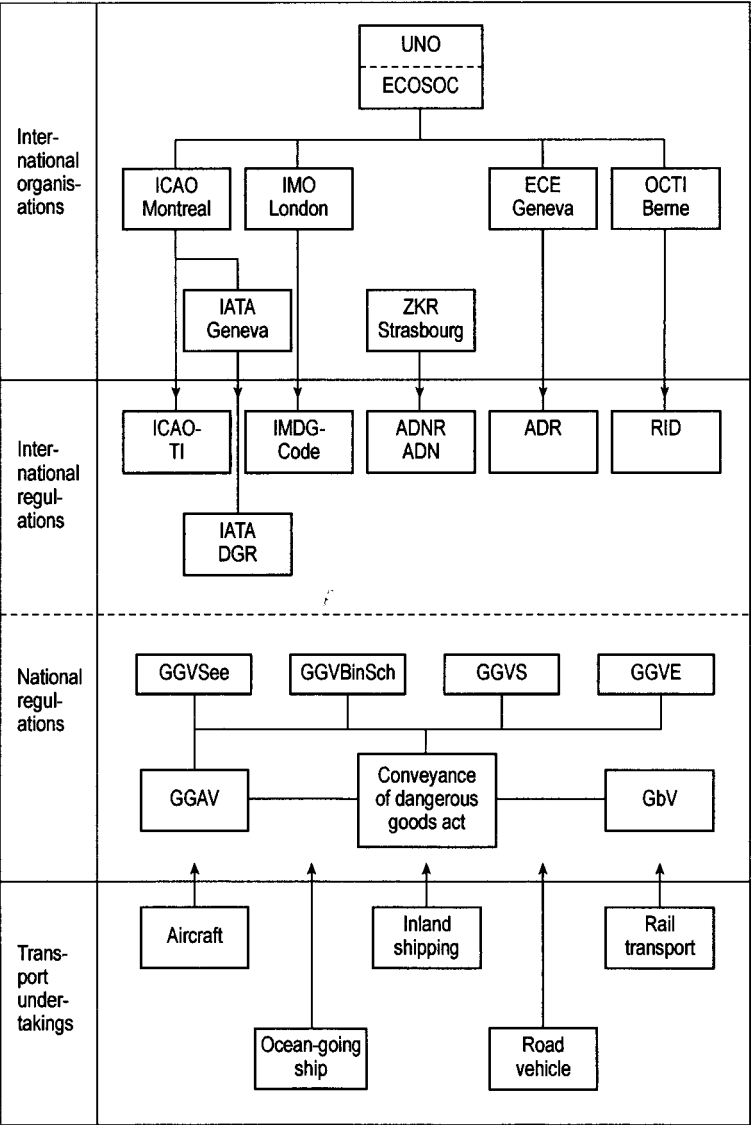 UNO
ECOSOC
Inter-
national
organis-
ations
ICAO
Montreal
IMO
London
ECE
Geneva
OCTI
Berne
IATA
Geneva
ZKR
Strasbourg
Inter-
national
regul-
ations
ICAO-
TI
IMDG-
Code
ADNR
ADN
ADR
RID
IATA
DGR
National
regul-
ations
GGVSee
GGVBinSch
GGVS
GGVE
GGAV
Conveyance
of dangerous
goods act
GbV
Trans-
port
under-
takings
Aircraft
Inland
shipping
Rail
transport
Ocean-going
ship
Road
vehicle